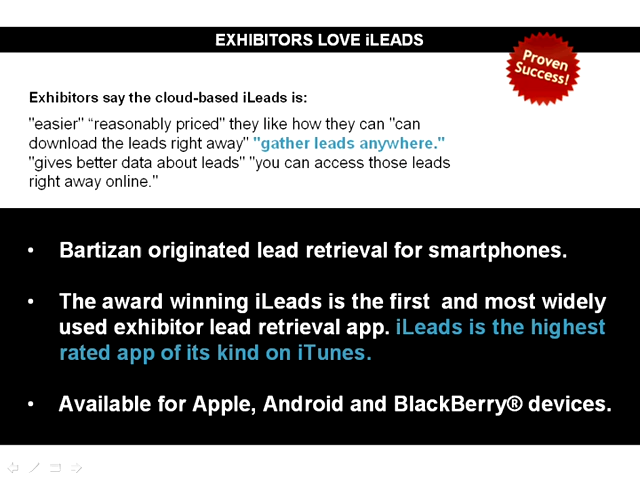 EXHIBITORS LOVE iLEADS
Proven
Success!
Exhibitors say the cloud-based iLeads is:
"easier" “reasonably priced" they like how they can "can
download the leads right away" "gather leads anywhere."
"gives better data about leads" "you can access those leads
right away online."
• Bartizan originated lead retrieval for smartphones.
• The award winning iLeads is the first and most widely
used exhibitor lead retrieval app. iLeads is the highest
rated app of its kind on iTunes.
• Available for Apple, Android and BlackBerry® devices.